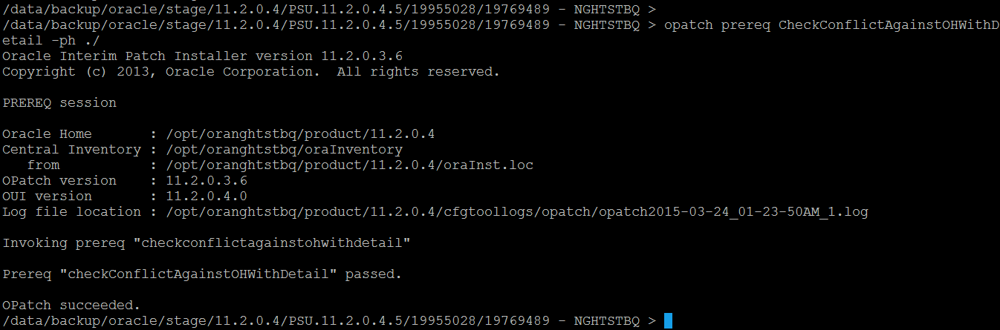 /data/backup/oracle/stage/11.2.0.4/PSU.11.2.0.4.5/19955028/19769489 - NGHTSTBQ >
/data/backup/oracle/stage/11.2.0.4/PSU.11.2.0.4.5/19955028/19769489 - NGHTSTBQ > opatch prereq CheckConflictAgainstOHWithD
etail -ph ./
Oracle Interim Patch Installer version 11.2.0.3.6
Copyright (c) 2013, Oracle Corporation.  All rights reserved.
PREREQ session
Oracle Home       : /opt/oranghtstbq/product/11.2.0.4
Central Inventory : /opt/oranghtstbq/oraInventory
   from           : /opt/oranghtstbq/product/11.2.0.4/oraInst.loc
OPatch version    : 11.2.0.3.6
OUI version       : 11.2.0.4.0
Log file location : /opt/oranghtstbq/product/11.2.0.4/cfgtoollogs/opatch/opatch2015-03-24_01-23-50AM_1.log
Invoking prereq "checkconflictagainstohwithdetail"
Prereq "checkConflictAgainstOHWithDetail" passed.
OPatch succeeded.
/data/backup/oracle/stage/11.2.0.4/PSU.11.2.0.4.5/19955028/19769489 - NGHTSTBQ >